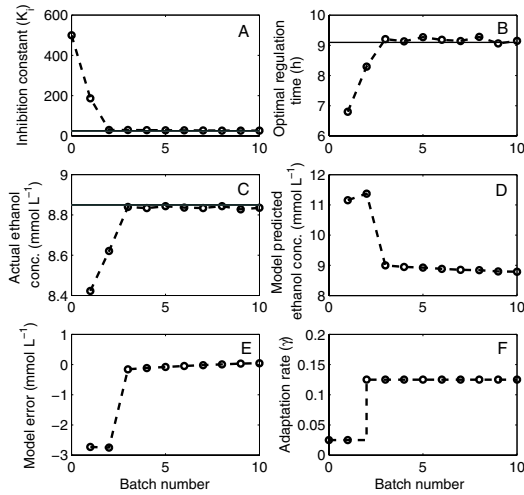 Inhibition constant (Kᵢ)
600
400
200
0
0
5
10
A
Optimal regulation
time (h)
10
9
8
7
6
0
5
10
B
Actual ethanol
conc. (mmol L⁻¹)
9
8.8
8.6
8.4
0
5
10
C
Model predicted
ethanol conc. (mmol L⁻¹)
12
11
10
9
8
0
5
10
D
Model error (mmol L⁻¹)
1
0
−1
−2
−3
0
5
10
E
Batch number
Adaptation rate (γ)
0.2
0.15
0.1
0.05
0
0
5
10
F
Batch number